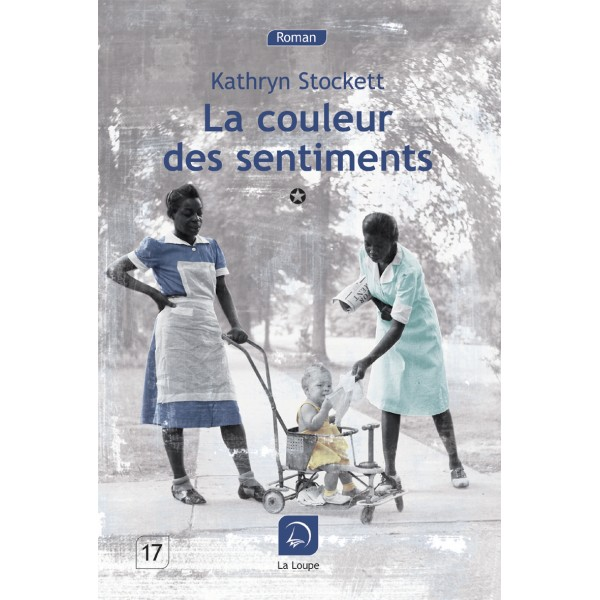 Roman
Kathryn Stockett
La couleur
des sentiments
17
La Loupe